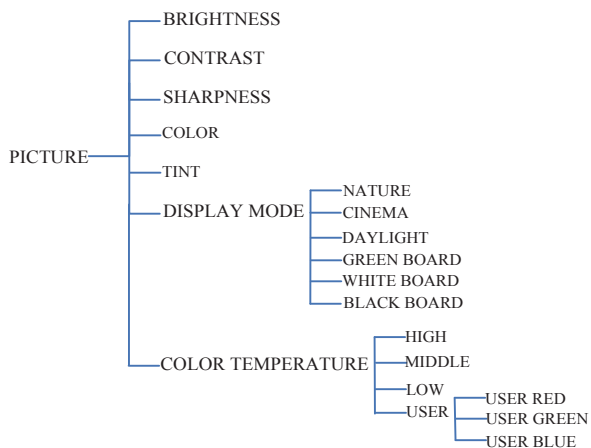 PICTURE
BRIGHTNESS
CONTRAST
SHARPNESS
COLOR
TINT
DISPLAY MODE
NATURE
CINEMA
DAYLIGHT
GREEN BOARD
WHITE BOARD
BLACK BOARD
COLOR TEMPERATURE
HIGH
MIDDLE
LOW
USER
USER RED
USER GREEN
USER BLUE